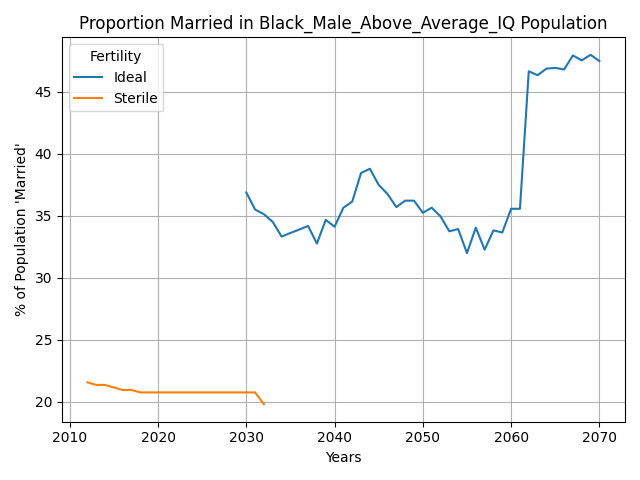 Proportion Married in Black_Male_Above_Average_IQ Population
Fertility
Ideal
Sterile
% of Population 'Married'
45
40
35
30
25
20
2010 2020 2030 2040 2050 2060 2070
Years